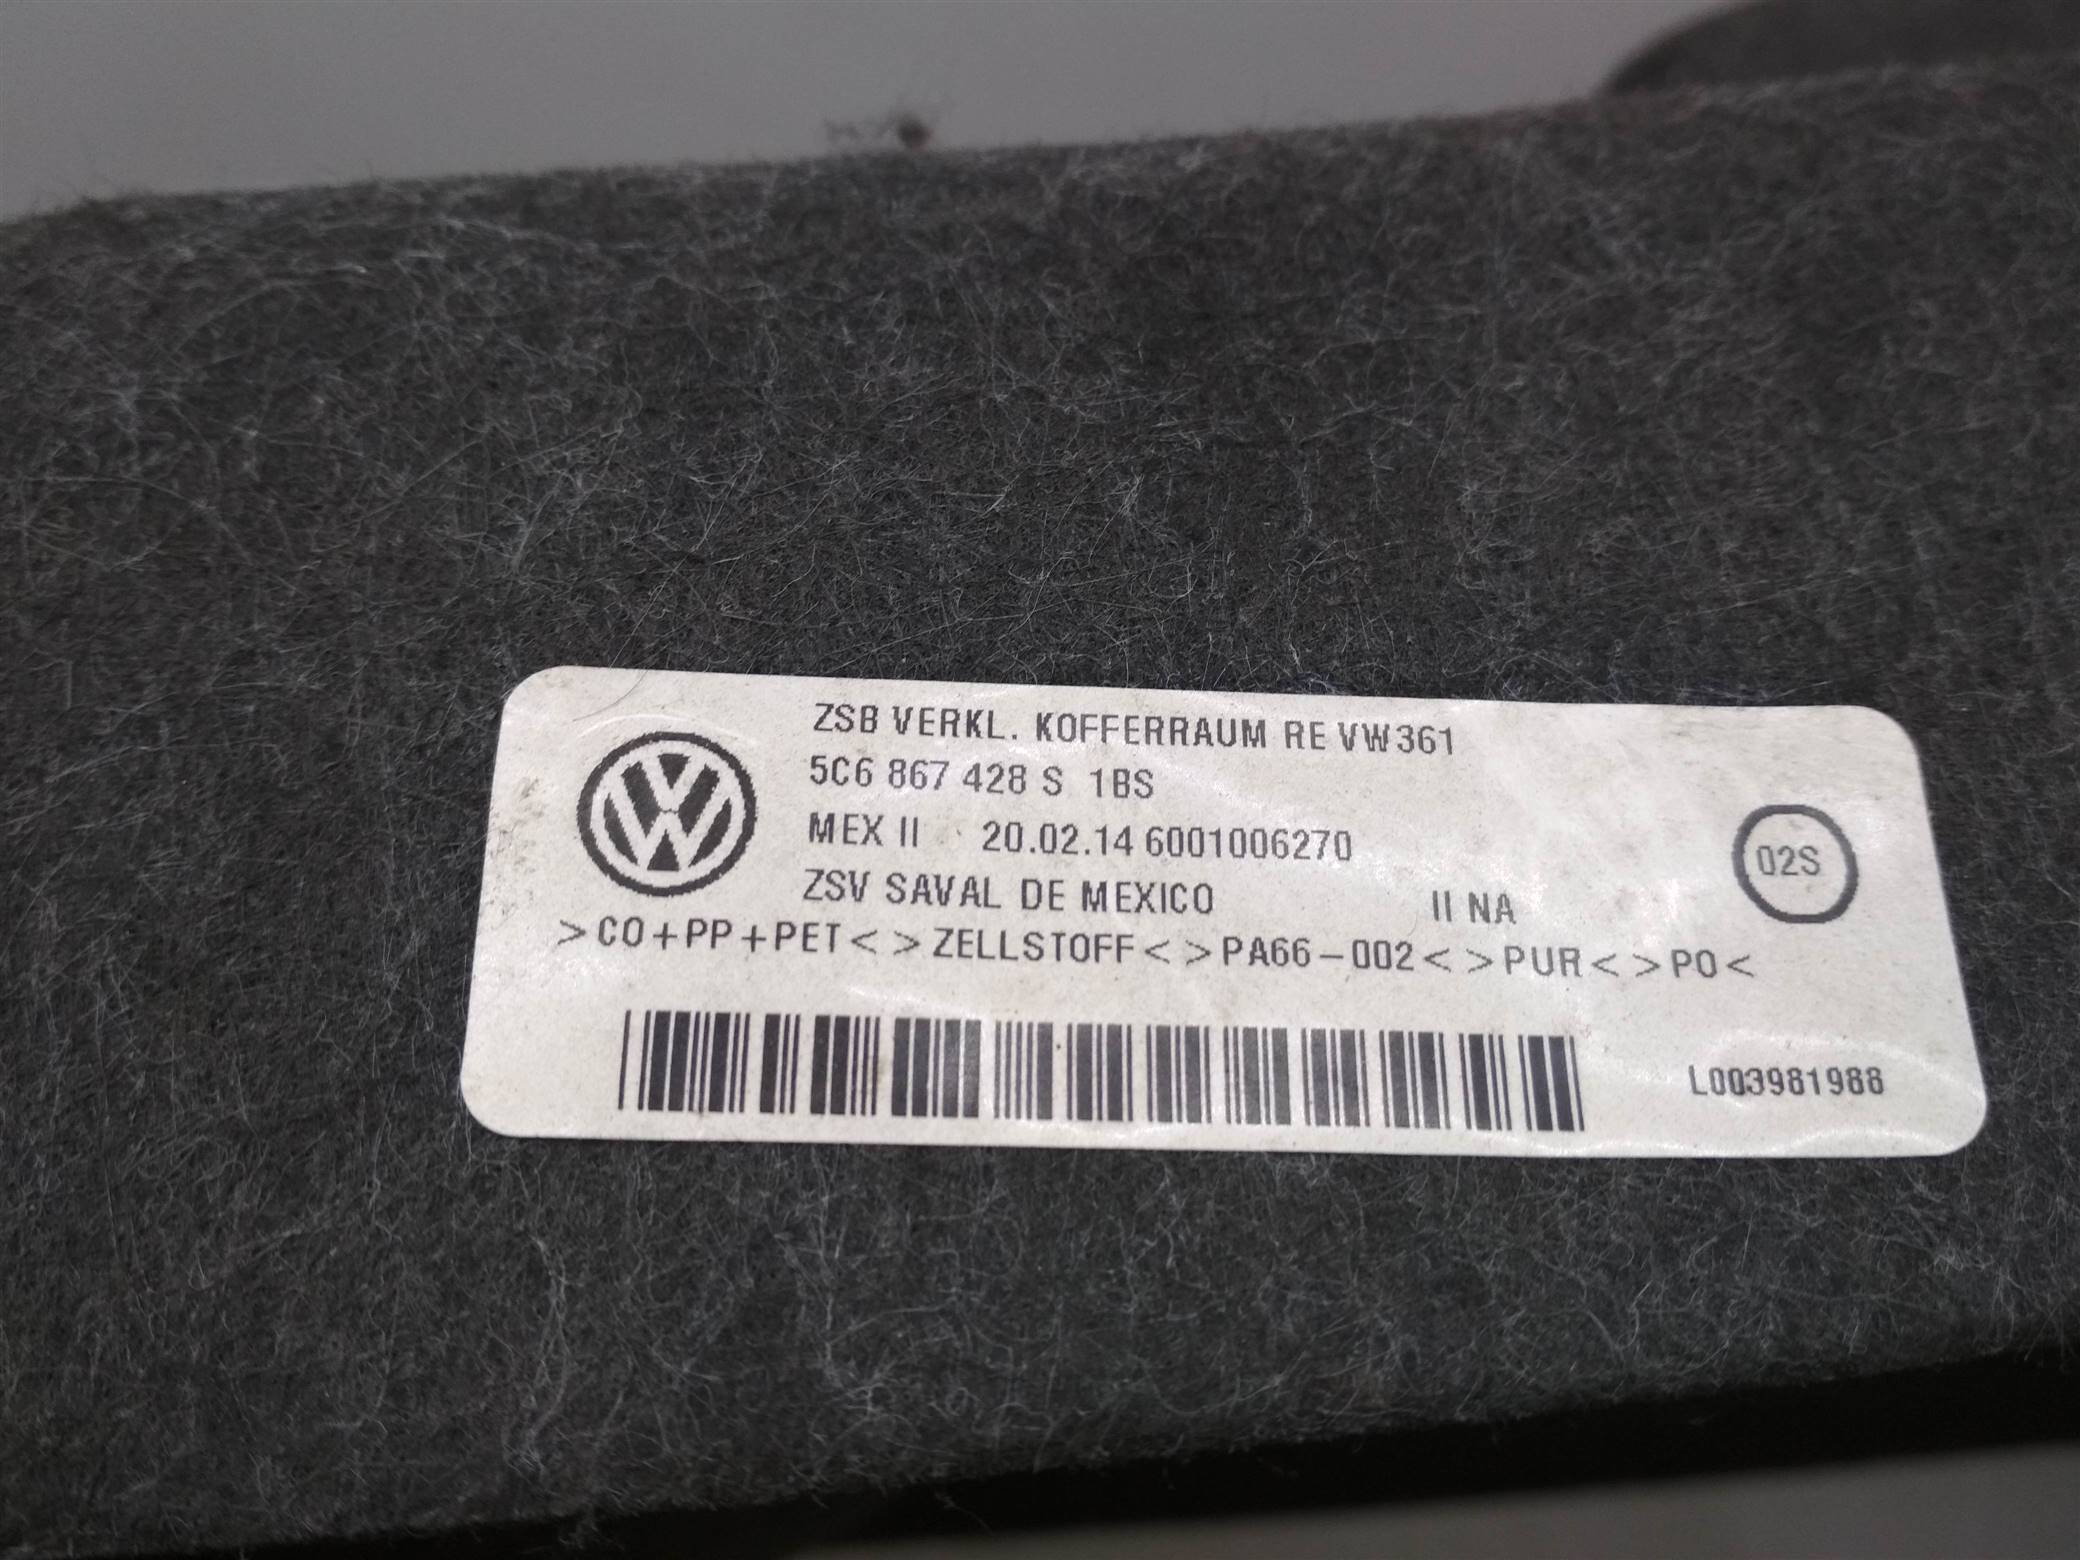 ZSB VERKL. KOFFERRAUM RE VW361
5C6 867 428 S 1BS
MEX II 20.02.14 6001006270
02S
ZSV SAVAL DE MEXICO II NA
>CO+PP+PET< >ZELLSTOFF< >PA66-002< >PUR< >PO<
L003981988